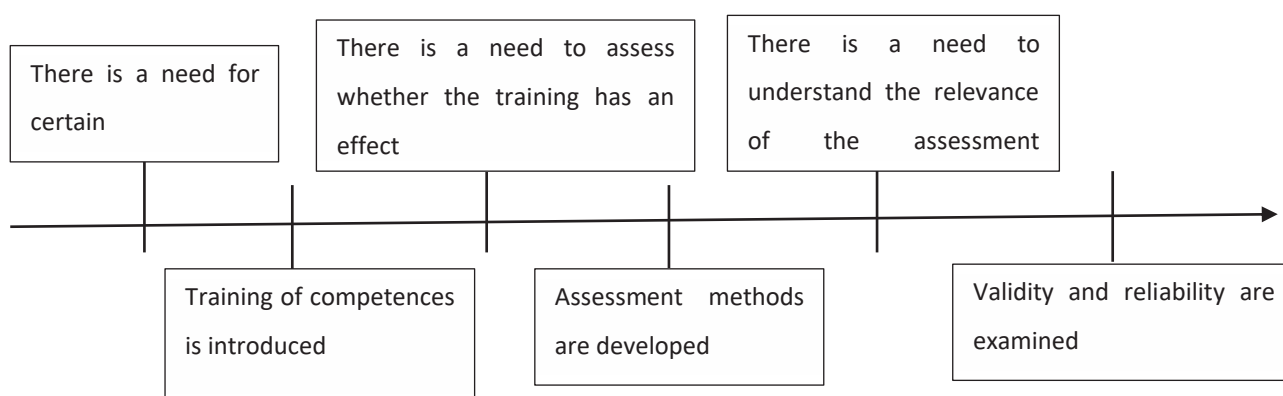 There is a need for
certain
There is a need to assess
whether the training has an
effect
There is a need to
understand the relevance
of the assessment
Training of competences
is introduced
Assessment methods
are developed
Validity and reliability are
examined